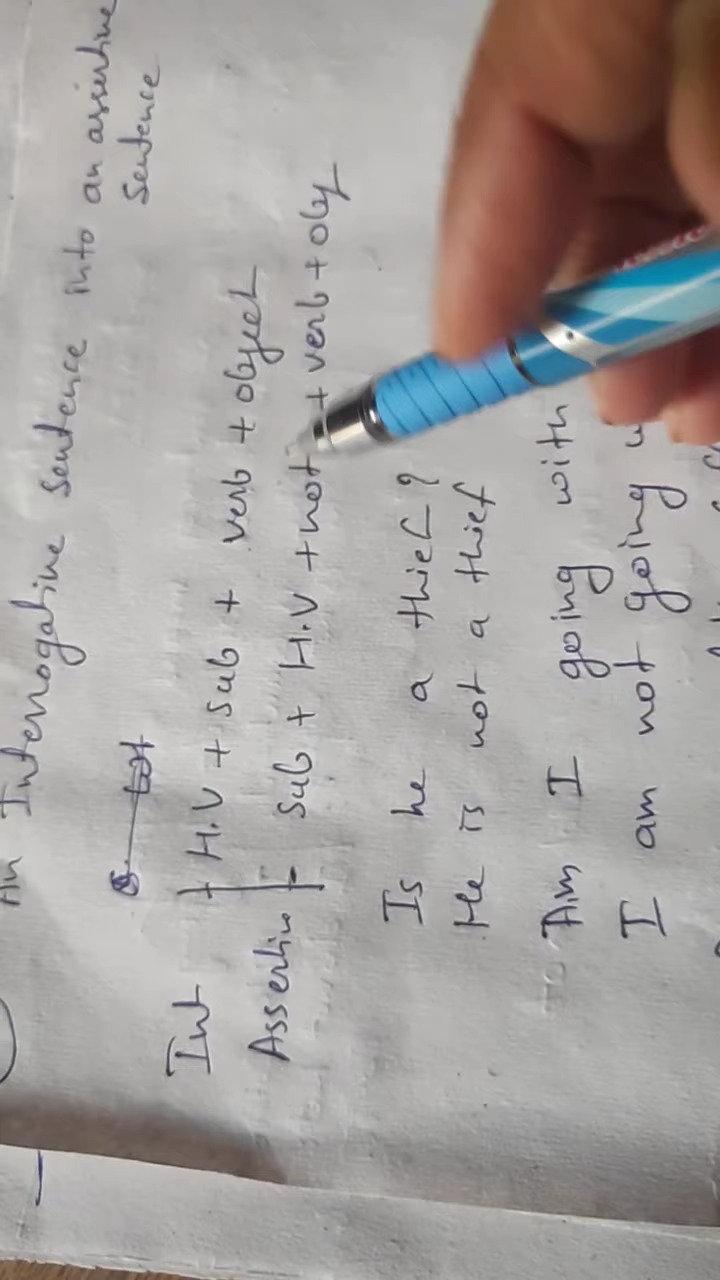 An Interrogative sentence into an assertive
sentence
Int H.V + sub + verb + object
Assertive sub + H.V + not + verb + obj
Is he a thief?
He is not a thief
Am I going with
I am not going